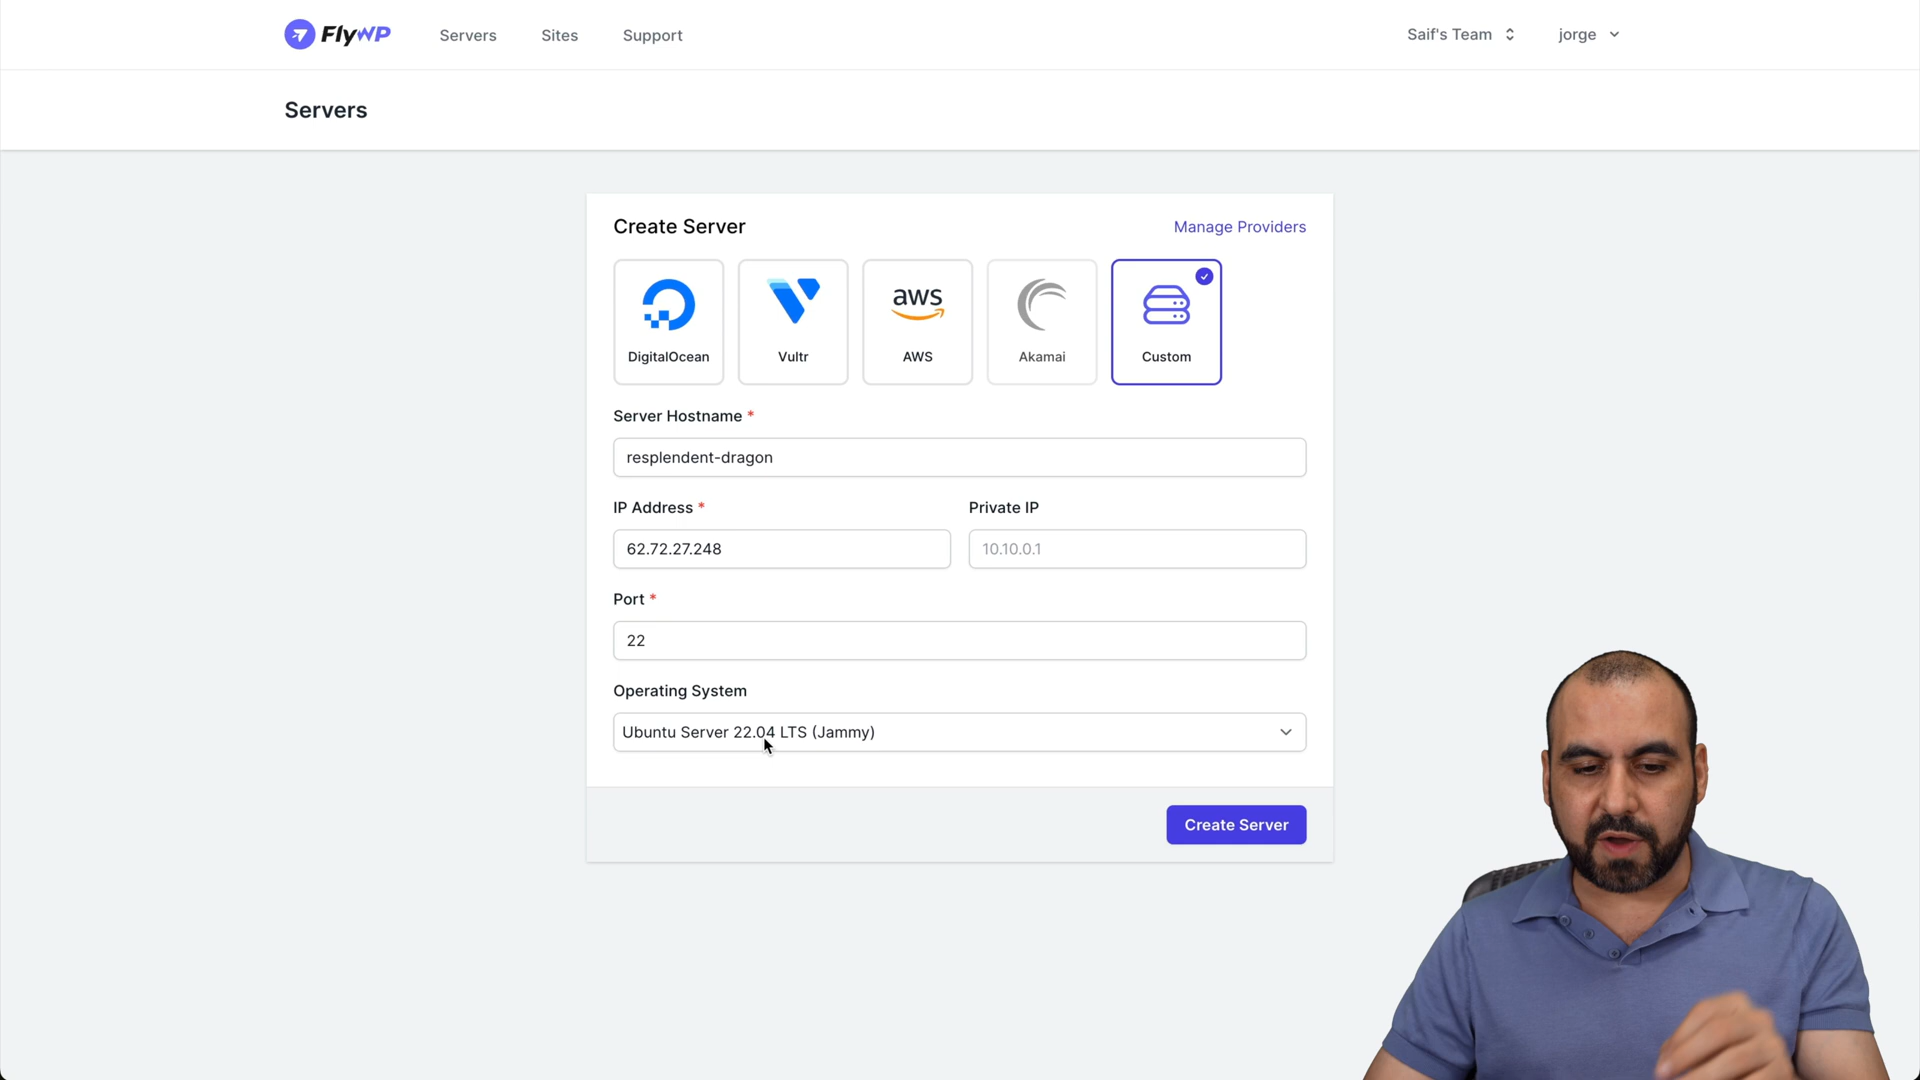 FlyWP
Servers
Sites
Support
Saif's Team
jorge
Servers
Create Server
Manage Providers
DigitalOcean
Vultr
aws
AWS
Akamai
Custom
Server Hostname *
resplendent-dragon
IP Address *
Private IP
62.72.27.248
10.10.0.1
Port *
22
Operating System
Ubuntu Server 22.04 LTS (Jammy)
Create Server